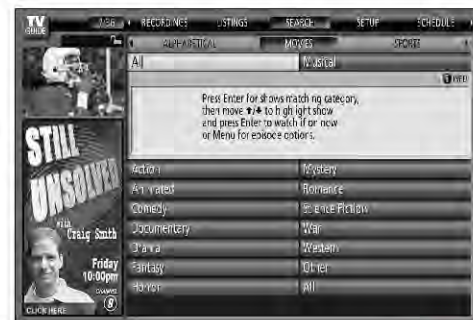 TV
GUIDE
RECORDINGS LISTINGS SEARCH SETUP SCHEDULE
ALPHABETICAL MOVIES SPORTS
All Musical
Press Enter for shows matching category,
then move ↑/↓ to highlight show
and press Enter to watch if on now
or Menu for episode options.
STILL
UNSOLVED
with
Craig Smith
Friday
10:00pm
CHANNEL
8
CLICK HERE
Action Mystery
Animated Romance
Comedy Science Fiction
Documentary War
Drama Western
Fantasy Other
Horror All